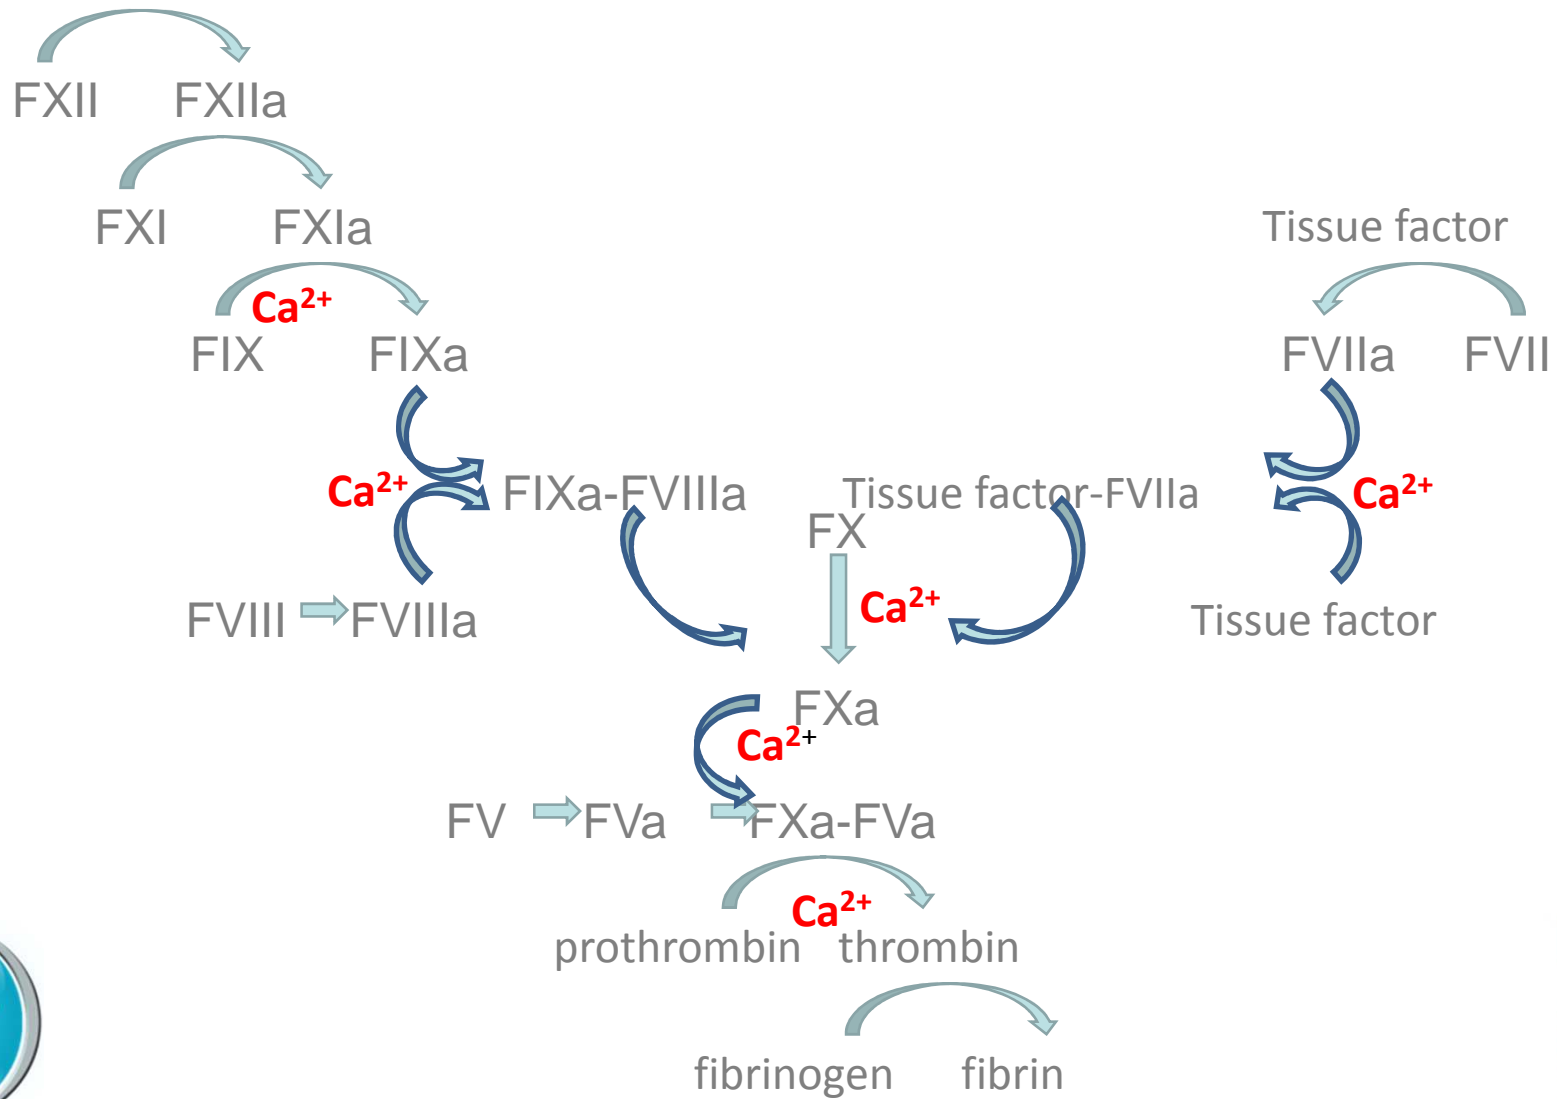 FXII FXIIa
FXI FXIa
Tissue factor
Ca²⁺
FIX FIXa
FVIIa FVII
Ca²⁺ FIXa-FVIIIa
Tissue factor-FVIIa
Ca²⁺
FX
Ca²⁺
FVIII FVIIIa
Tissue factor
FXa
Ca²⁺
FV FVa FXa-FVa
Ca²⁺
prothrombin thrombin
fibrinogen fibrin